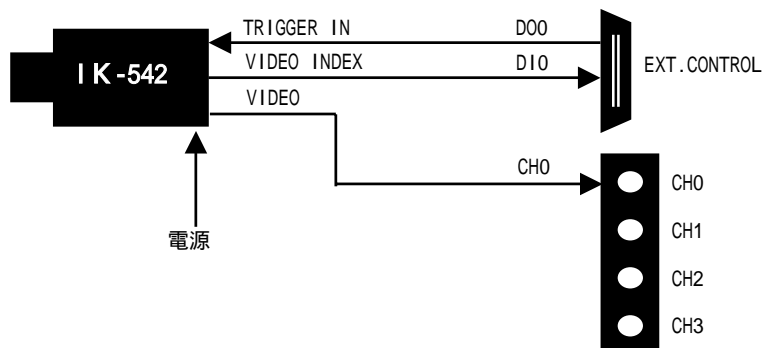 TRIGGER IN
DO0
IK-542
VIDEO INDEX
DI0
EXT.CONTROL
VIDEO
CH0
CH0
電源
CH1
CH2
CH3